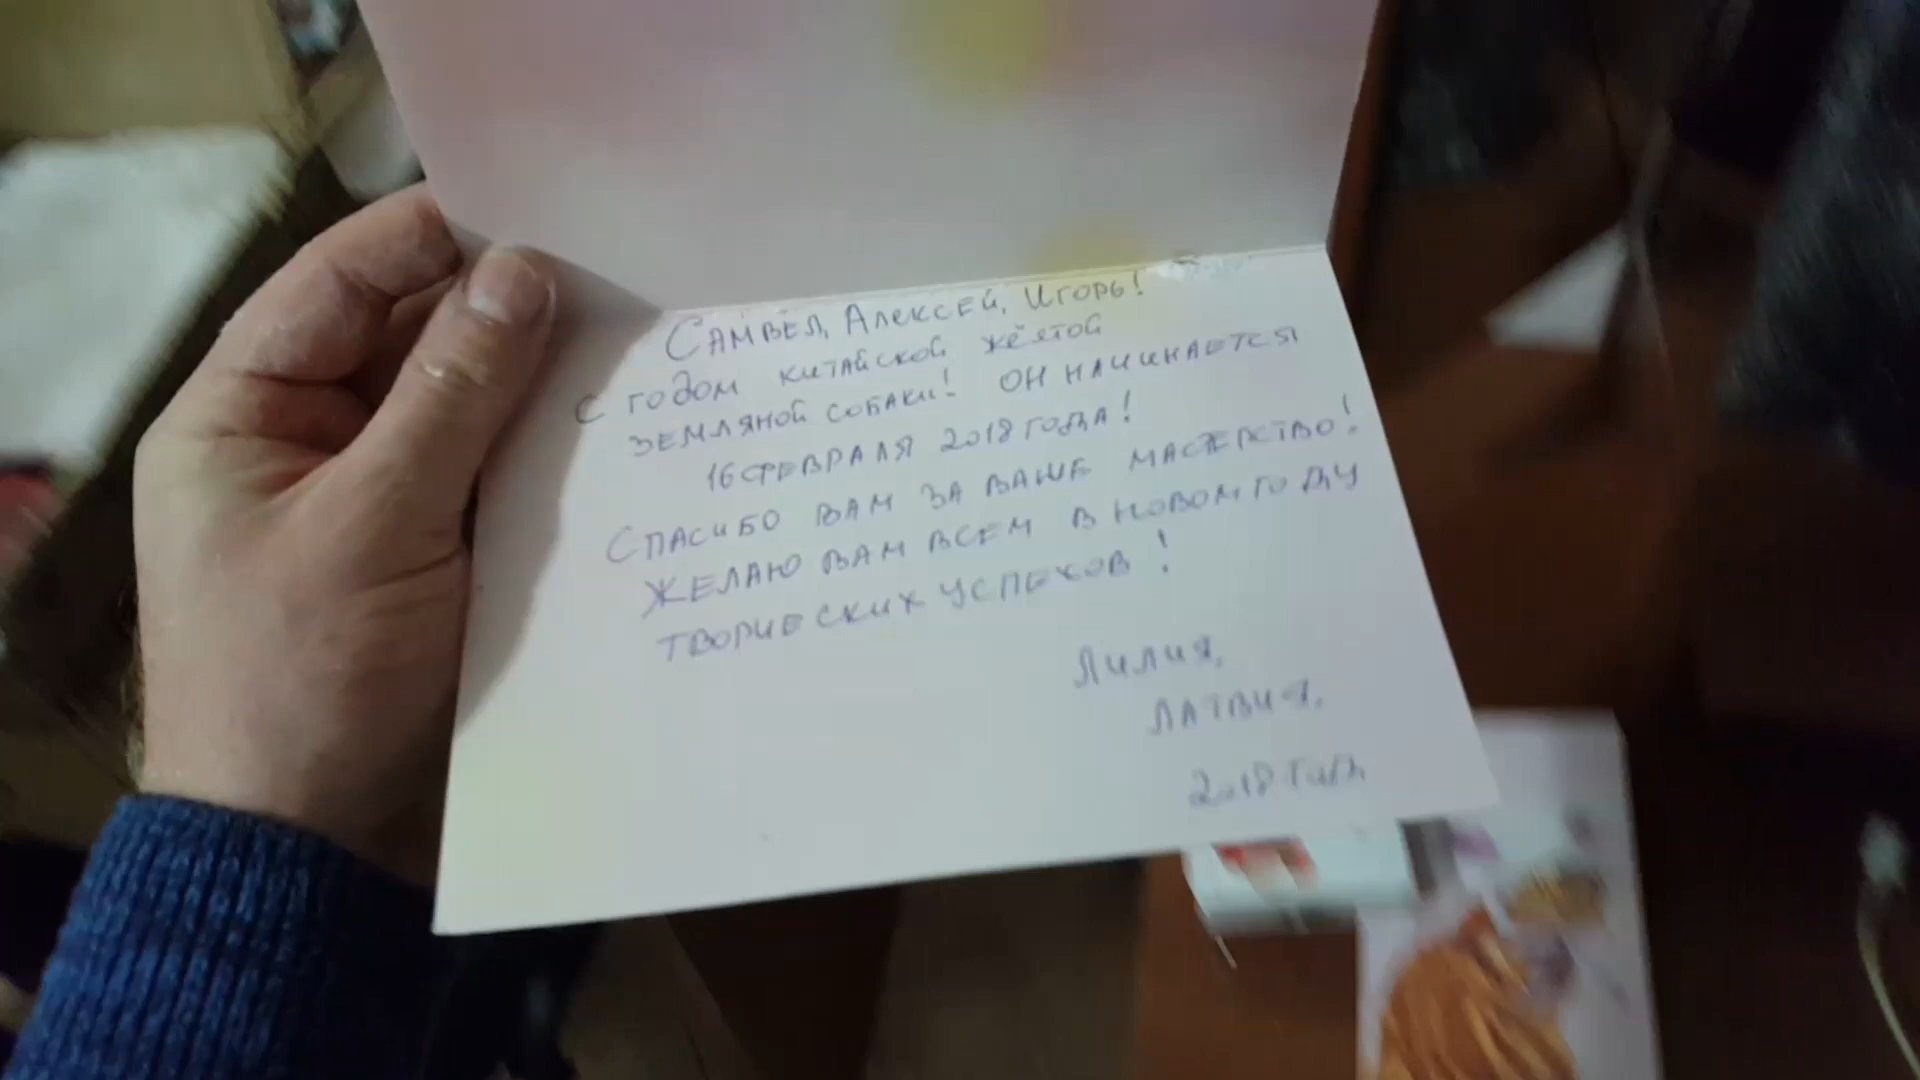 Самвел, Алексей, Игорь!
с годом китайской жёлтой
земляной собаки! Он начинается
16 февраля 2018 года!
Спасибо вам за ваше мастерство!
Желаю вам всем в новом году
творческих успехов!
Лилия,
Латвия,
2018 год